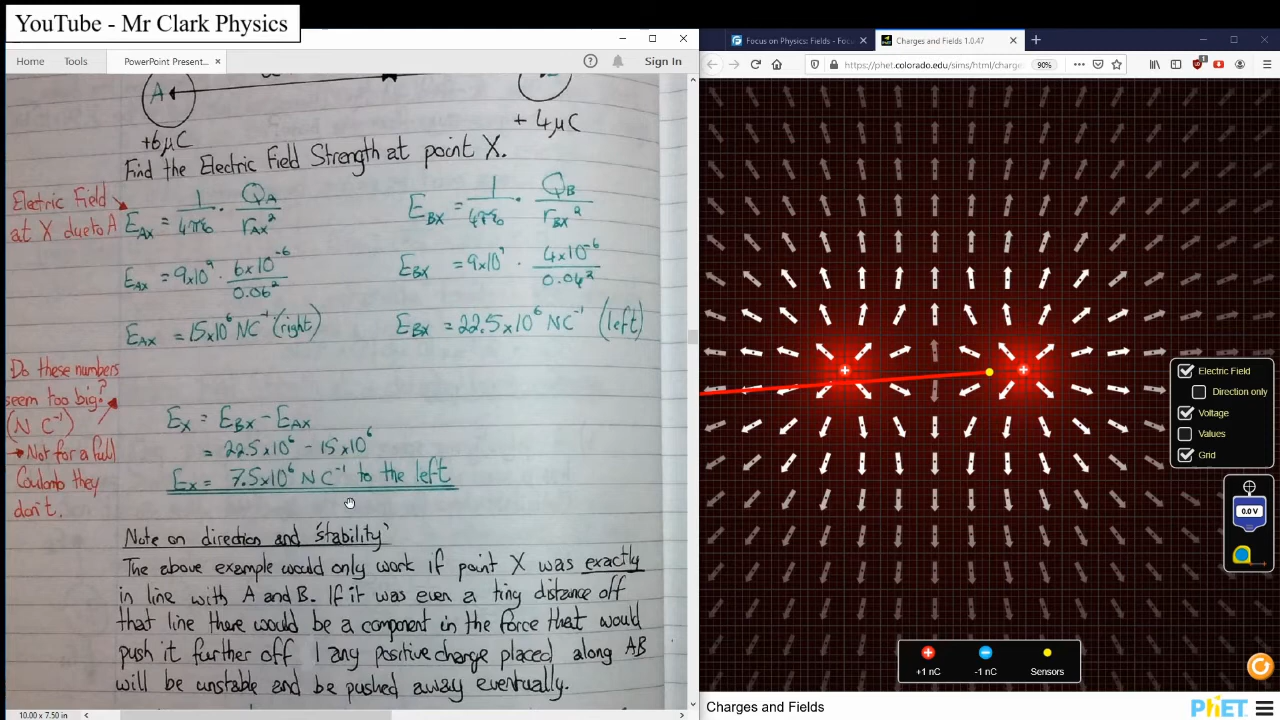 YouTube - Mr Clark Physics
Home Tools PowerPoint Present... × Sign In
A
+6μC
+ 4μC
Find the Electric Field Strength at point X.
Electric Field
at X due to A
E_AX = 1/4πε₀ · Q_A/r_AX²
E_BX = 1/4πε₀ · Q_B/r_BX²
E_AX = 9x10⁹ · 6x10⁻⁶/0.06²
E_BX = 9x10⁹ · 4x10⁻⁶/0.04²
E_AX = 15x10⁶ NC⁻¹ (right)
E_BX = 22.5x10⁶ NC⁻¹ (left)
Do these numbers
seem too big?
(N C⁻¹)
→ Not for a full
Coulomb they
don't.
E_X = E_BX - E_AX
= 22.5x10⁶ - 15x10⁶
E_X = 7.5x10⁶ N C⁻¹ to the left
Note on direction and 'stability'
The above example would only work if point X was exactly
in line with A and B. If it was even a tiny distance off
that line there would be a component in the force that would
push it further off / any positive charge placed along AB
will be unstable and be pushed away eventually.
10.00 x 7.50 in
Focus on Physics: Fields - Foc ×
Charges and Fields 1.0.47 ×
https://phet.colorado.edu/sims/html/charge 90%
Electric Field
Direction only
Voltage
Values
Grid
0.0 V
+1 nC
-1 nC
Sensors
Charges and Fields
PhET